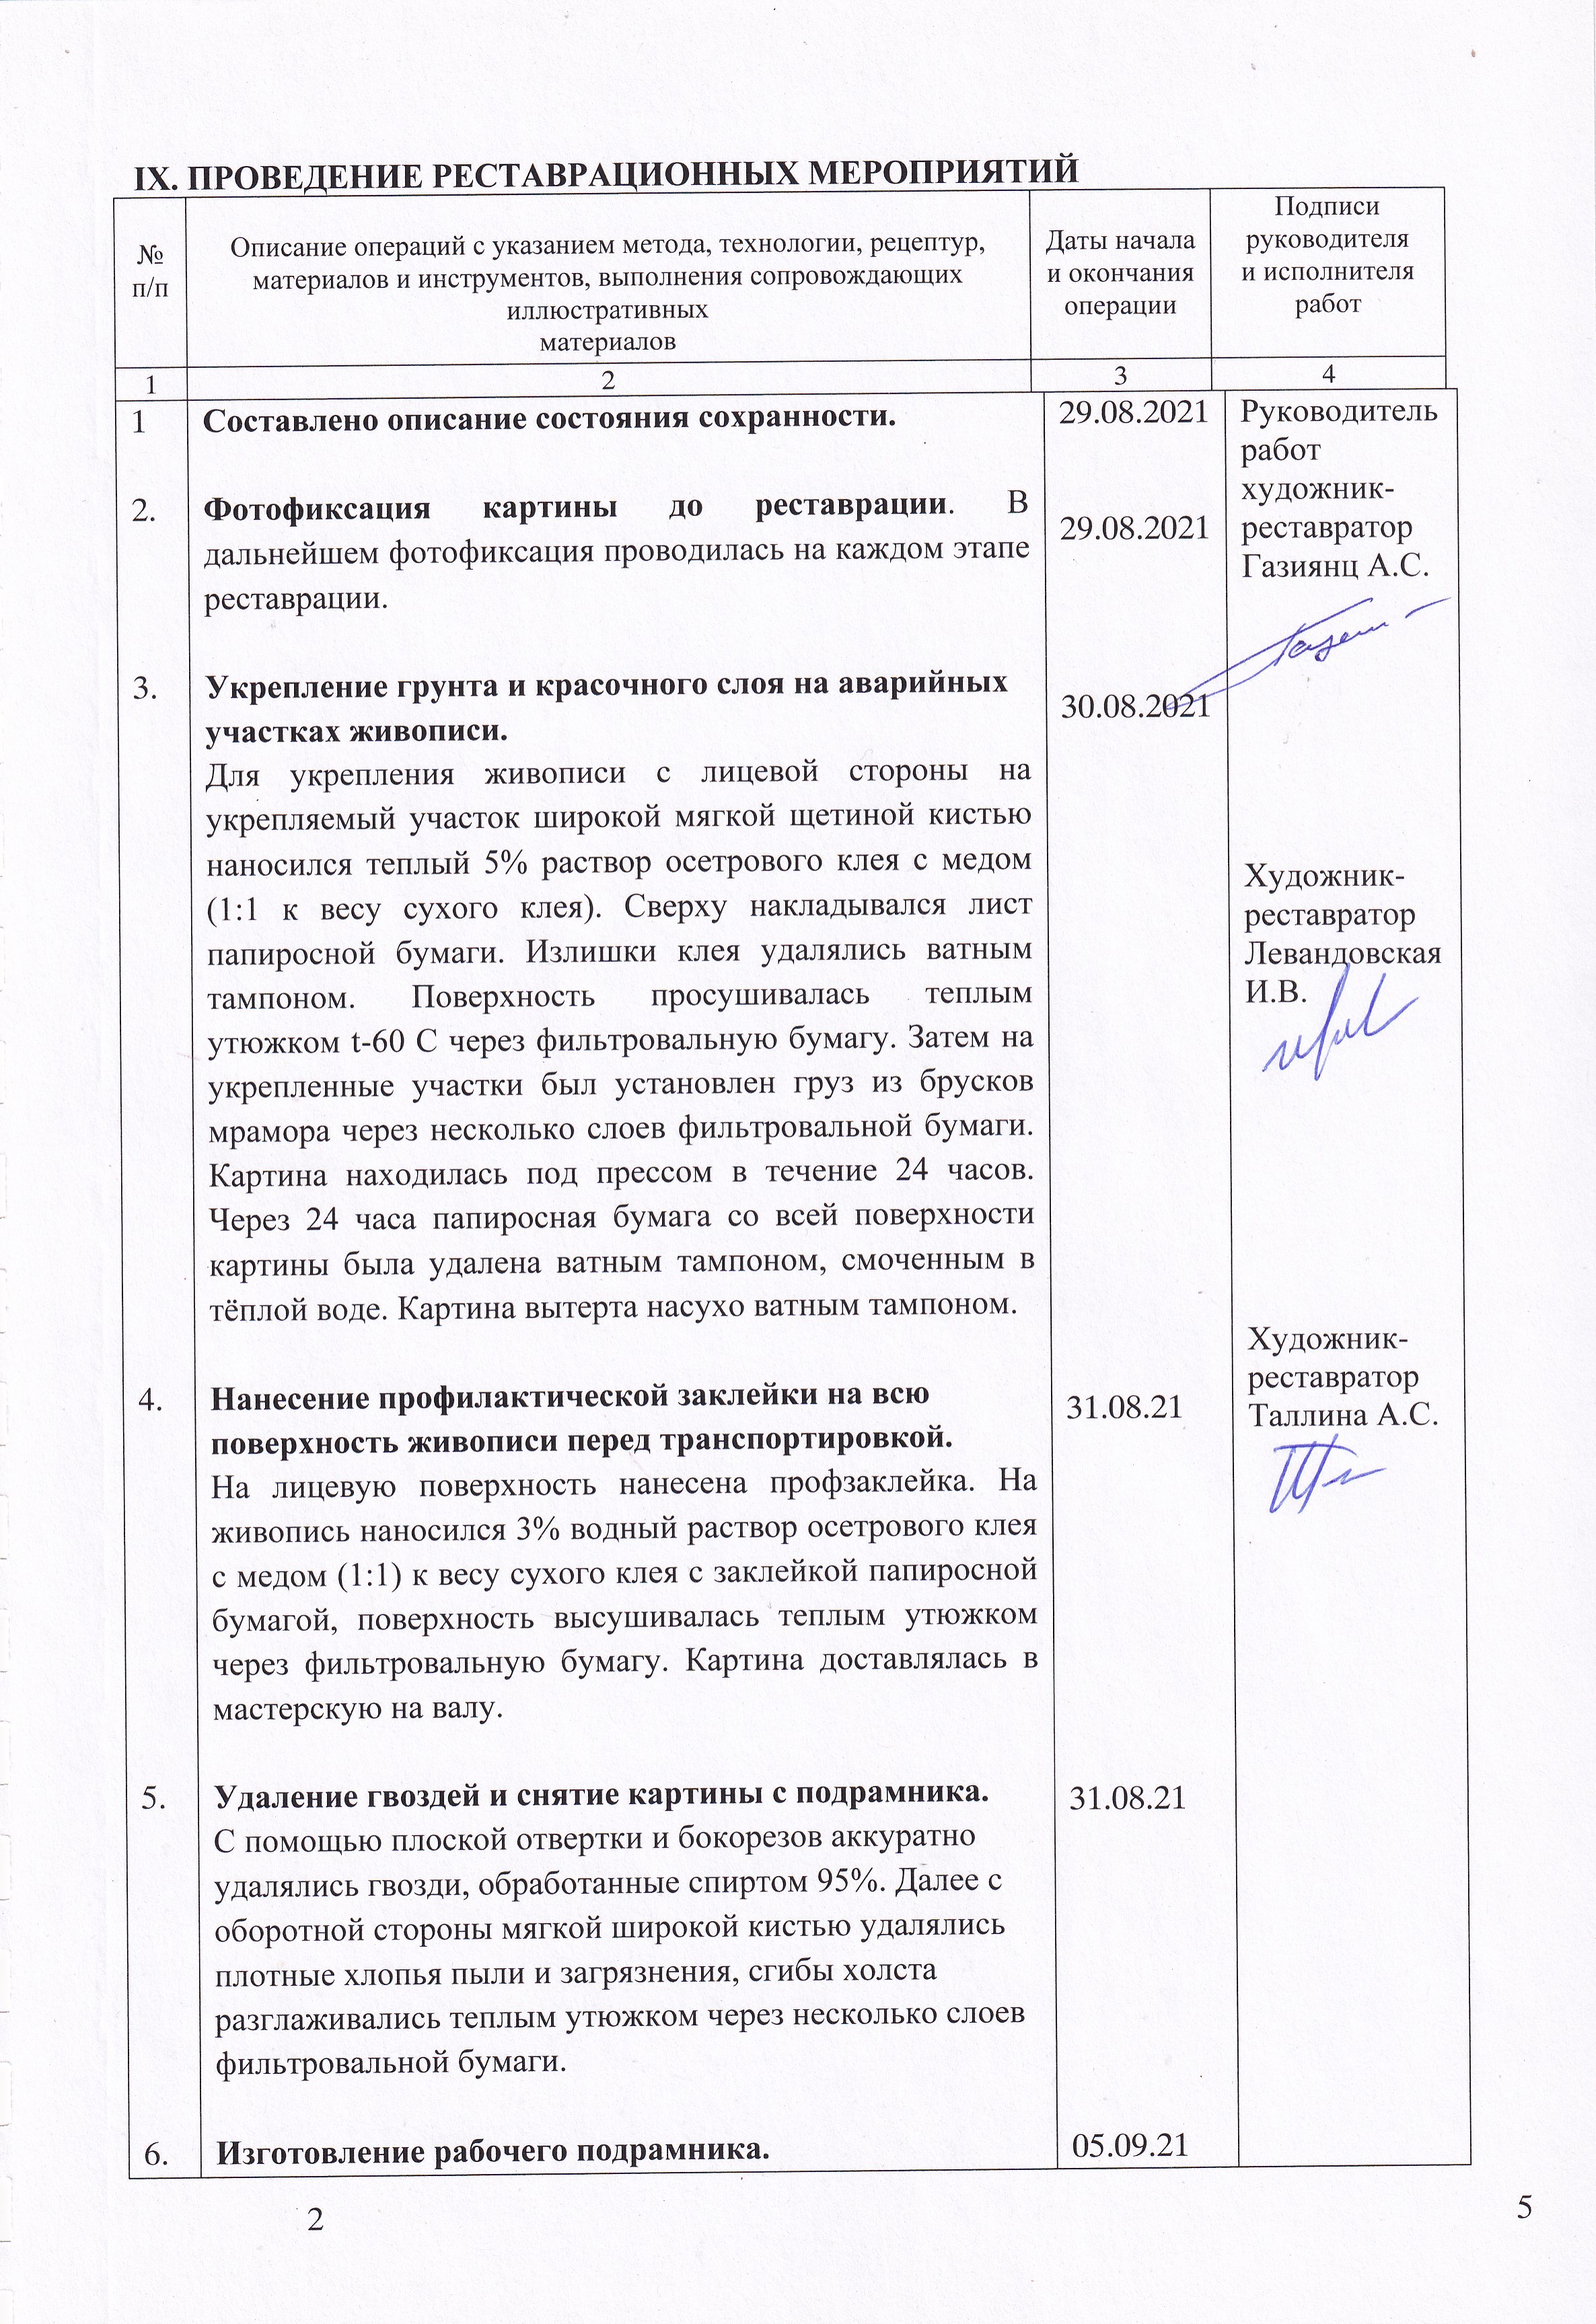 IX. ПРОВЕДЕНИЕ РЕСТАВРАЦИОННЫХ МЕРОПРИЯТИЙ
№
п/п
Описание операций с указанием метода, технологии, рецептур,
материалов и инструментов, выполнения сопровождающих
иллюстративных
материалов
Даты начала
и окончания
операции
Подписи
руководителя
и исполнителя
работ
1
2
3
4
1
Составлено описание состояния сохранности.
29.08.2021
2.
Фотофиксация картины до реставрации. В
дальнейшем фотофиксация проводилась на каждом этапе
реставрации.
29.08.2021
3.
Укрепление грунта и красочного слоя на аварийных
участках живописи.
Для укрепления живописи с лицевой стороны на
укрепляемый участок широкой мягкой щетиной кистью
наносился теплый 5% раствор осетрового клея с медом
(1:1 к весу сухого клея). Сверху накладывался лист
папиросной бумаги. Излишки клея удалялись ватным
тампоном. Поверхность просушивалась теплым
утюжком t-60 С через фильтровальную бумагу. Затем на
укрепленные участки был установлен груз из брусков
мрамора через несколько слоев фильтровальной бумаги.
Картина находилась под прессом в течение 24 часов.
Через 24 часа папиросная бумага со всей поверхности
картины была удалена ватным тампоном, смоченным в
тёплой воде. Картина вытерта насухо ватным тампоном.
30.08.2021
4.
Нанесение профилактической заклейки на всю
поверхность живописи перед транспортировкой.
На лицевую поверхность нанесена профзаклейка. На
живопись наносился 3% водный раствор осетрового клея
с медом (1:1) к весу сухого клея с заклейкой папиросной
бумагой, поверхность высушивалась теплым утюжком
через фильтровальную бумагу. Картина доставлялась в
мастерскую на валу.
31.08.21
5.
Удаление гвоздей и снятие картины с подрамника.
С помощью плоской отвертки и бокорезов аккуратно
удалялись гвозди, обработанные спиртом 95%. Далее с
оборотной стороны мягкой широкой кистью удалялись
плотные хлопья пыли и загрязнения, сгибы холста
разглаживались теплым утюжком через несколько слоев
фильтровальной бумаги.
31.08.21
6.
Изготовление рабочего подрамника.
05.09.21
Руководитель
работ
художник-
реставратор
Газиянц А.С.
Художник-
реставратор
Левандовская
И.В.
Художник-
реставратор
Таллина А.С.
2
5